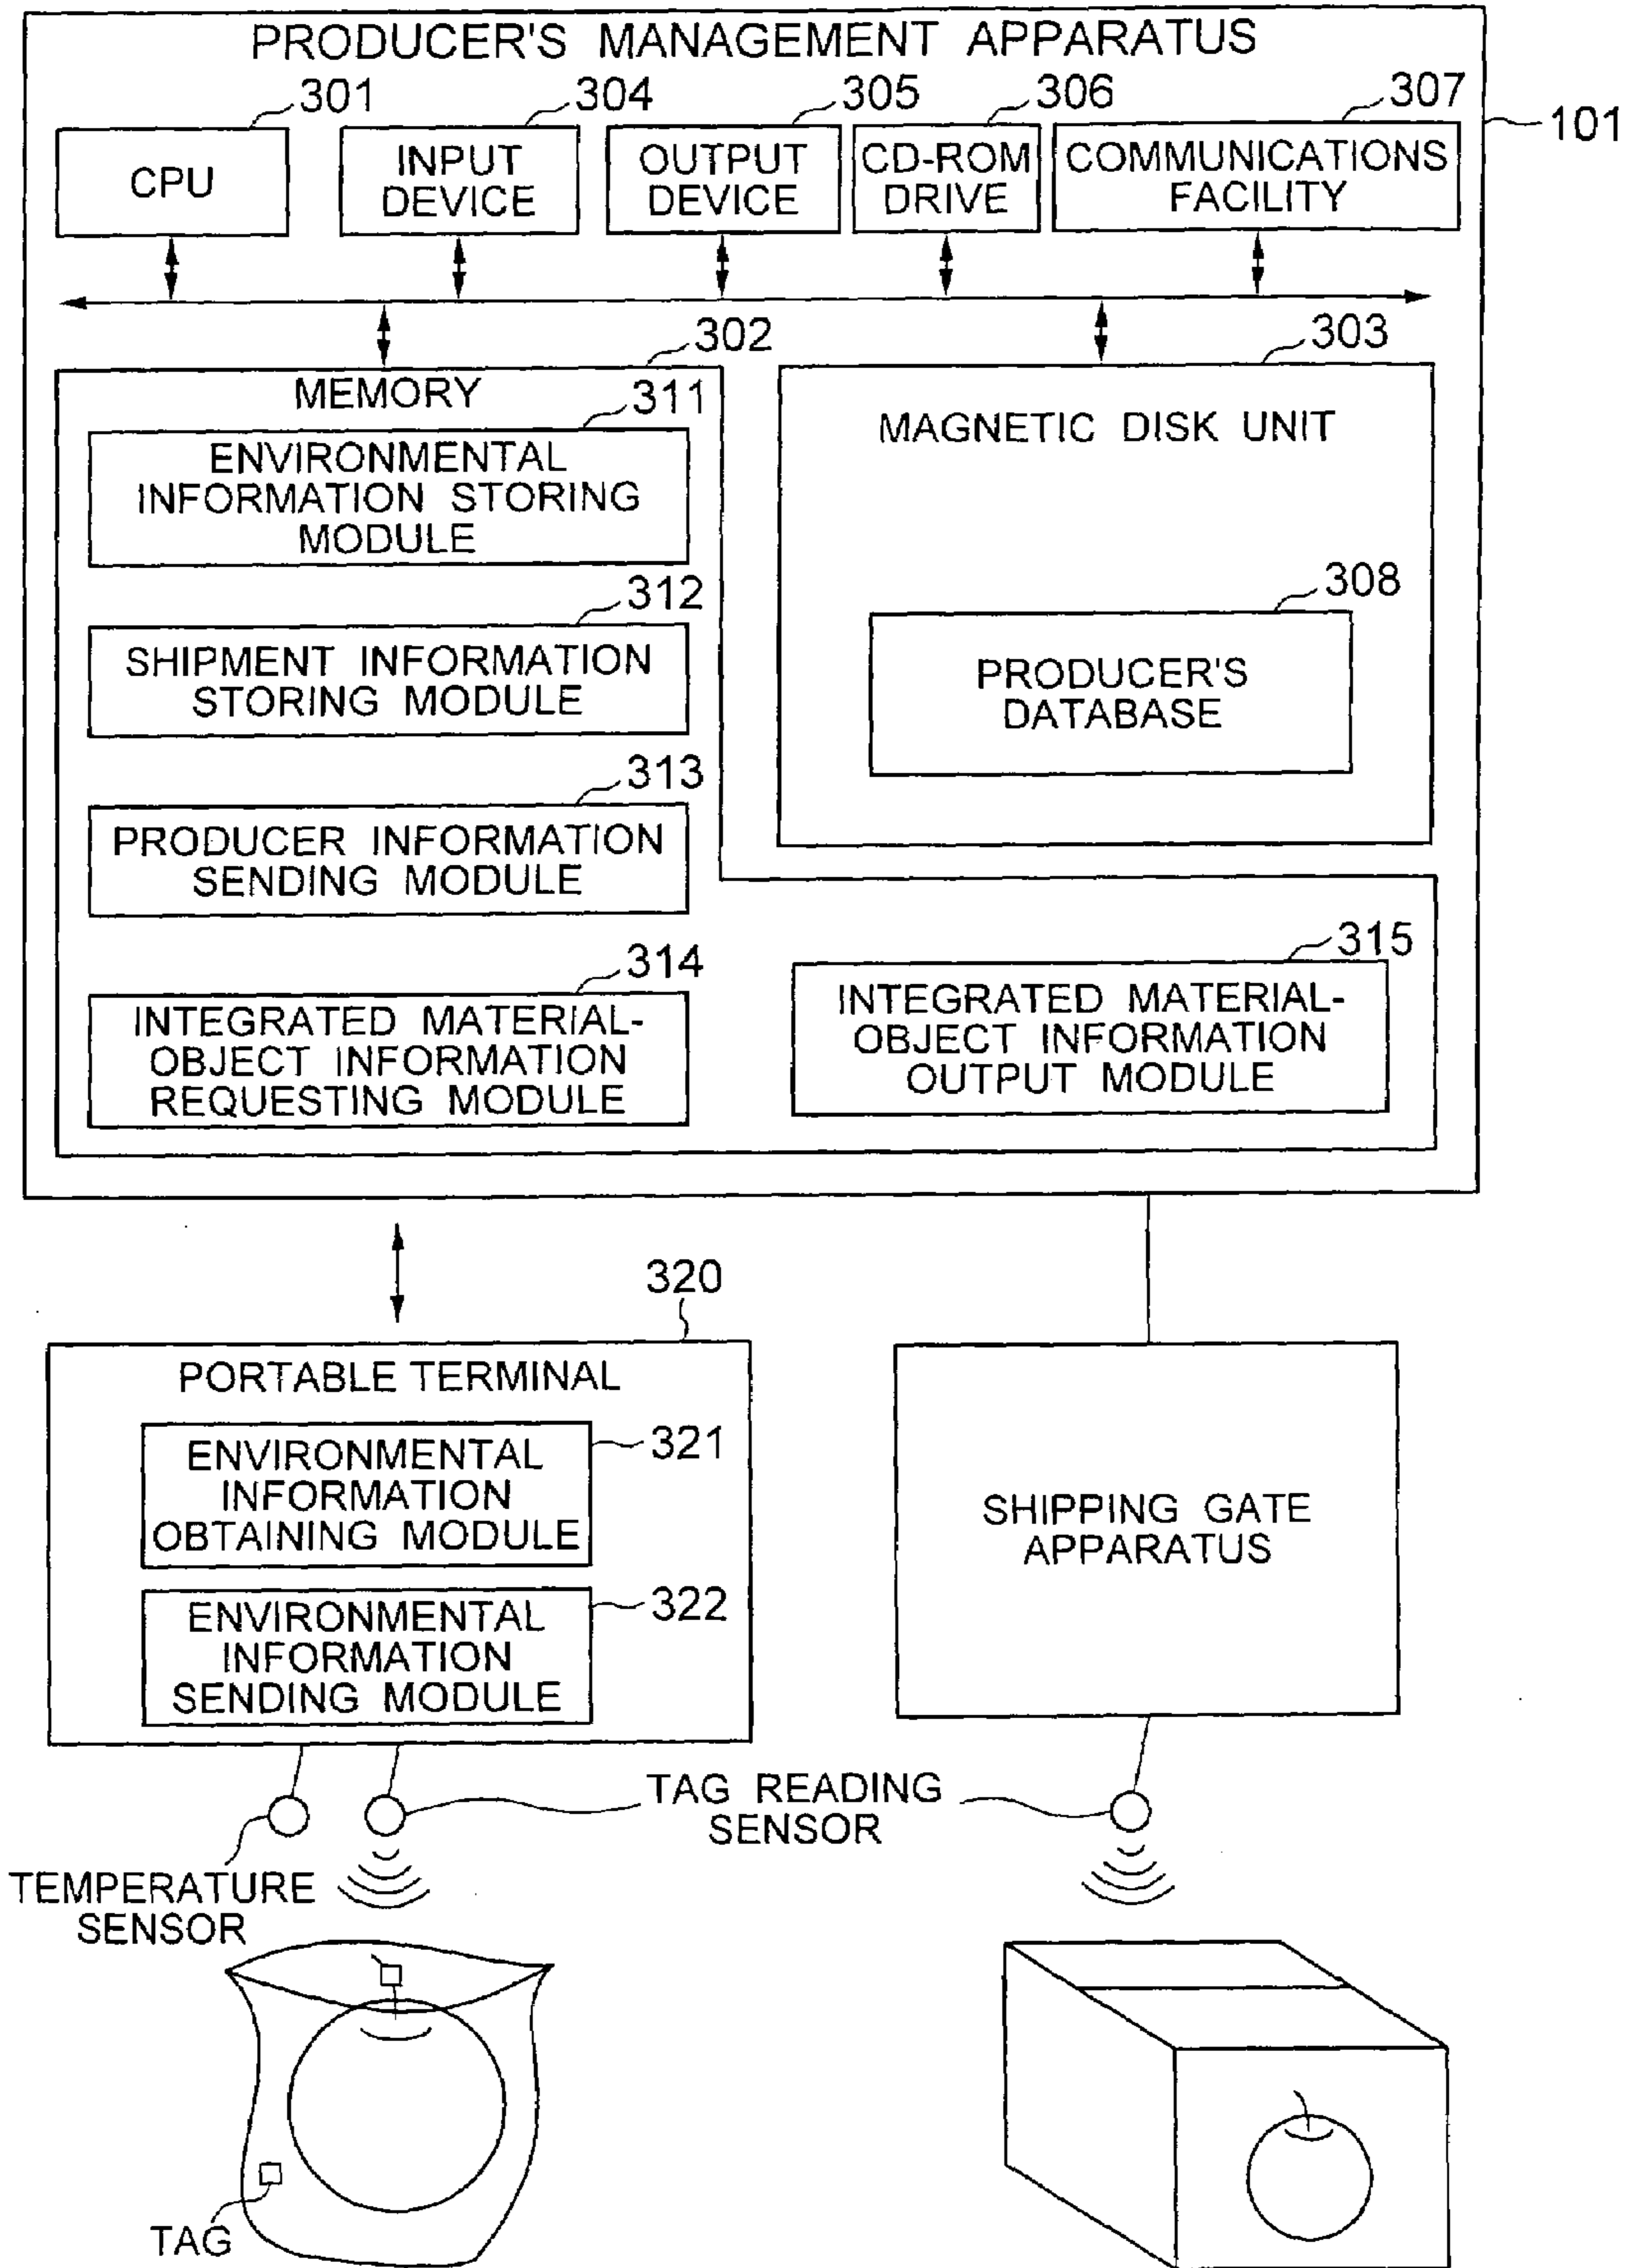 PRODUCER'S MANAGEMENT APPARATUS
301
304
305
306
307
101
CPU
INPUT
DEVICE
OUTPUT
DEVICE
CD-ROM
DRIVE
COMMUNICATIONS
FACILITY
302
303
MEMORY
311
ENVIRONMENTAL
INFORMATION STORING
MODULE
MAGNETIC DISK UNIT
312
SHIPMENT INFORMATION
STORING MODULE
308
PRODUCER'S
DATABASE
313
PRODUCER INFORMATION
SENDING MODULE
314
INTEGRATED MATERIAL-
OBJECT INFORMATION
REQUESTING MODULE
315
INTEGRATED MATERIAL-
OBJECT INFORMATION
OUTPUT MODULE
320
PORTABLE TERMINAL
321
ENVIRONMENTAL
INFORMATION
OBTAINING MODULE
322
ENVIRONMENTAL
INFORMATION
SENDING MODULE
SHIPPING GATE
APPARATUS
TAG READING
SENSOR
TEMPERATURE
SENSOR
TAG